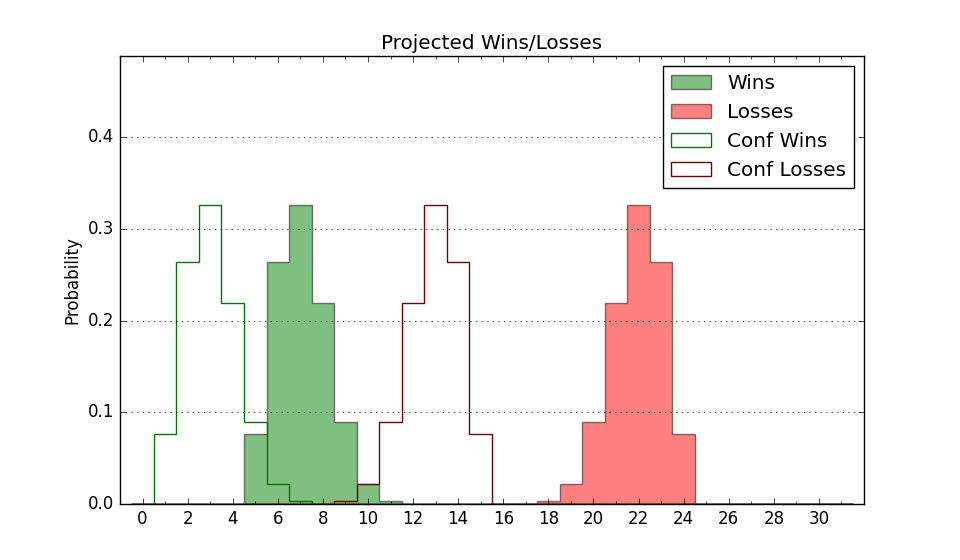 Projected Wins/Losses
Wins
Losses
Conf Wins
Conf Losses
Probability
0.4
0.3
0.2
0.1
0.0
0 2 4 6 8 10 12 14 16 18 20 22 24 26 28 30